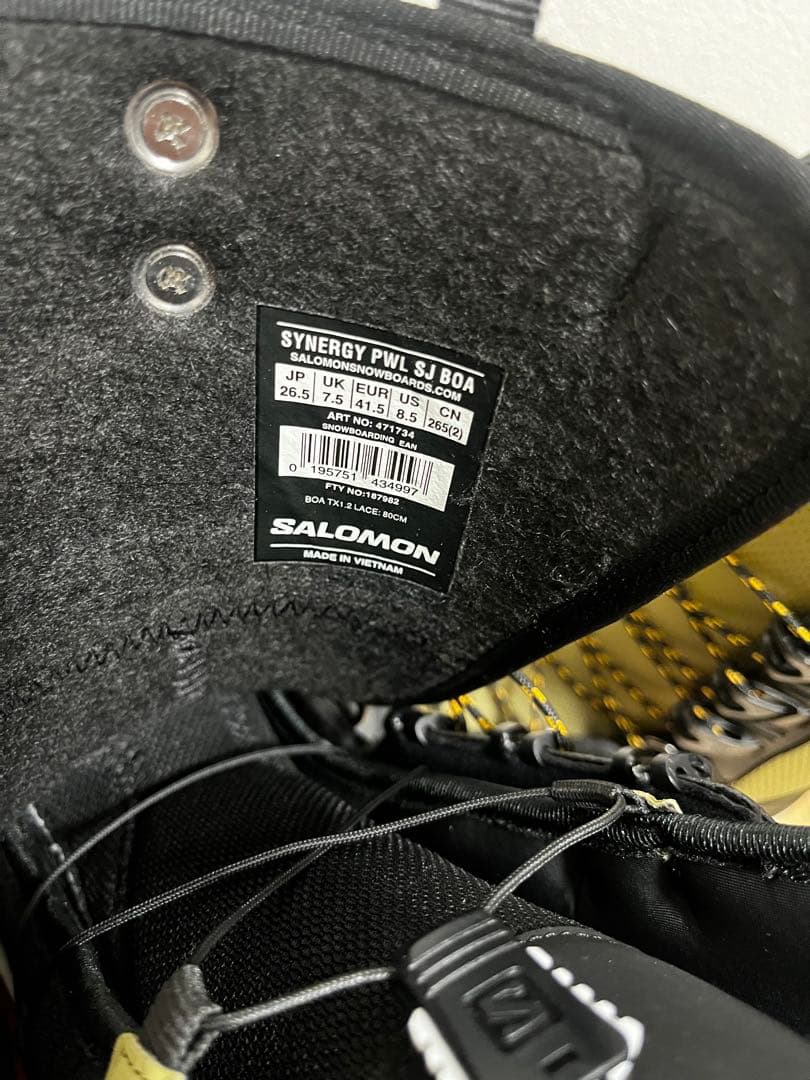 SYNERGY PWL SJ BOA
SALOMONSNOWBOARDS.COM
JP UK EUR US CN
26.5 7.5 41.5 8.5 265(2)
ART NO: 471734
SNOWBOARDING EAN
0 195751 434997
FTY NO:187982
BOA TX1.2 LACE: 80CM
SALOMON
MADE IN VIETNAM